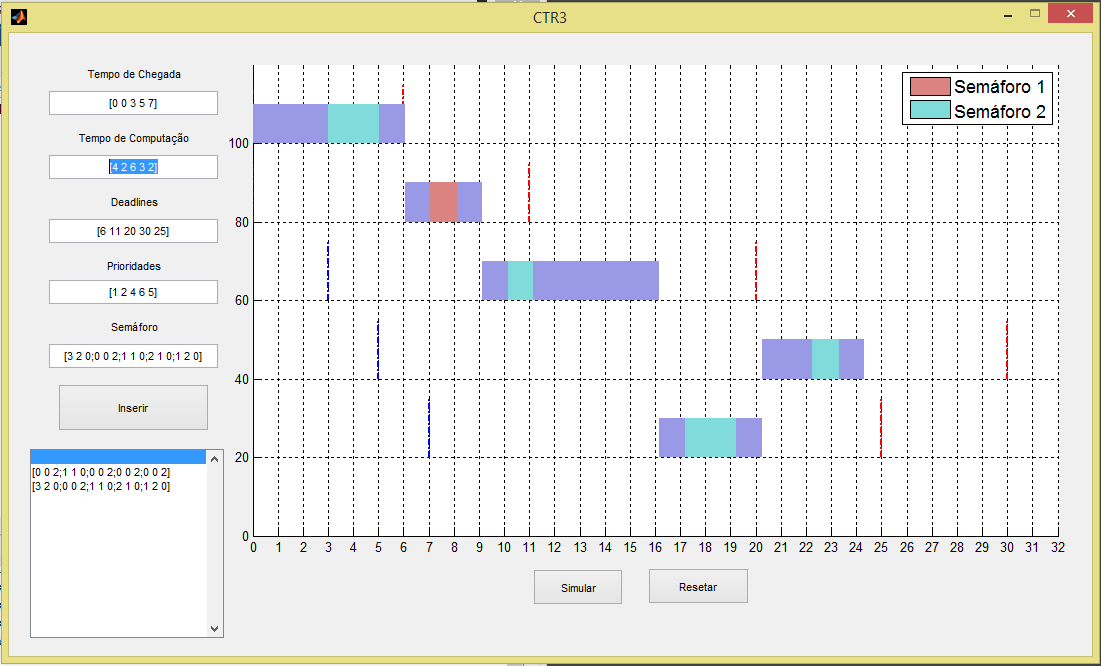 CTR3
Tempo de Chegada
[0 0 3 5 7]
Tempo de Computação
[4 2 6 3 2]
Deadlines
[6 11 20 30 25]
Prioridades
[1 2 4 6 5]
Semáforo
[3 2 0;0 0 2;1 1 0;2 1 0;1 2 0]
Inserir
[0 0 2;1 1 0;0 0 2;0 0 2;0 0 2]
[3 2 0;0 0 2;1 1 0;2 1 0;1 2 0]
Semáforo 1
Semáforo 2
100
80
60
40
20
0
0 1 2 3 4 5 6 7 8 9 10 11 12 13 14 15 16 17 18 19 20 21 22 23 24 25 26 27 28 29 30 31 32
Simular
Resetar